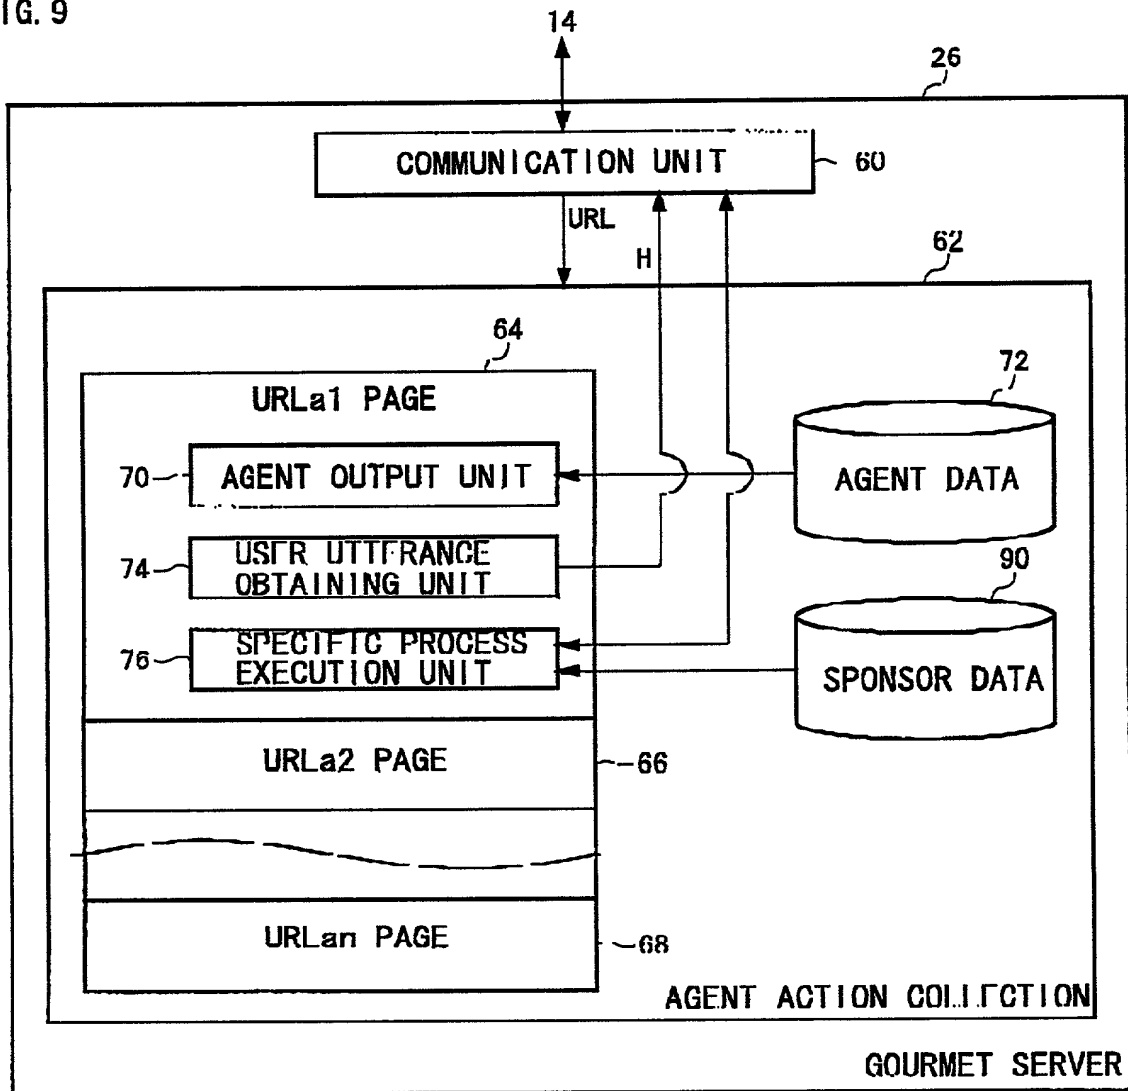 IG. 9
14
26
COMMUNICATION UNIT
60
URL
H
62
64
URLa1 PAGE
72
70
AGENT OUTPUT UNIT
AGENT DATA
74
USER UTTERANCE
OBTAINING UNIT
90
76
SPECIFIC PROCESS
EXECUTION UNIT
SPONSOR DATA
URLa2 PAGE
66
URLan PAGE
68
AGENT ACTION COLLECTION
GOURMET SERVER